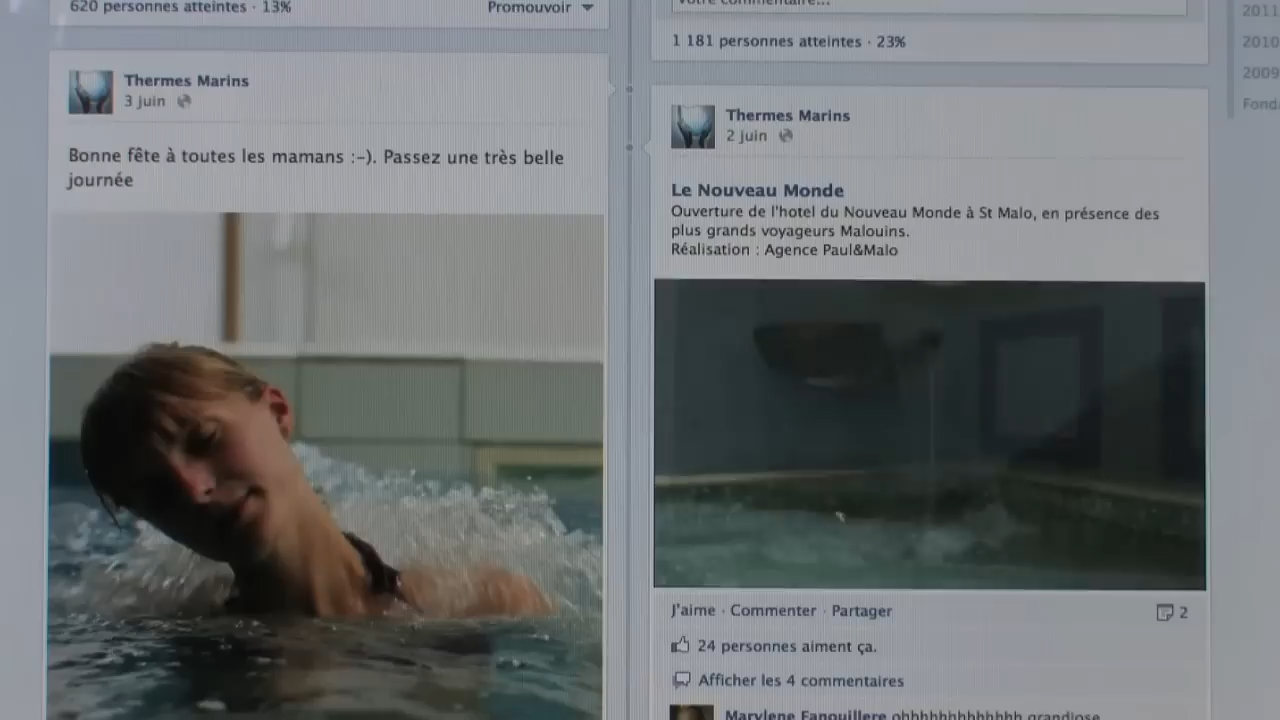 620 personnes atteintes · 13%
Promouvoir
Thermes Marins
3 juin
Bonne fête à toutes les mamans :-). Passez une très belle
journée
votre commentaire...
1 181 personnes atteintes · 23%
Thermes Marins
2 juin
Le Nouveau Monde
Ouverture de l'hotel du Nouveau Monde à St Malo, en présence des
plus grands voyageurs Malouins.
Réalisation : Agence Paul&Malo
J'aime · Commenter · Partager
2
24 personnes aiment ça.
Afficher les 4 commentaires
Marylene Fanouillere ohhhhhhhhhhhhh grandiose
2011
2010
2009
Fond